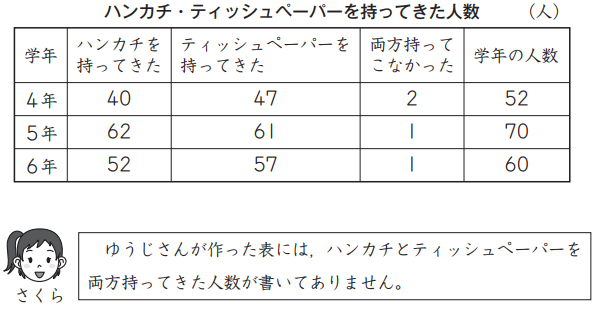 ハンカチ・ティッシュペーパーを持ってきた人数 （人）
学年 ハンカチを持ってきた ティッシュペーパーを持ってきた 両方持ってこなかった 学年の人数
4年 40 47 2 52
5年 62 61 1 70
6年 52 57 1 60
ゆうじさんが作った表には，ハンカチとティッシュペーパーを
両方持ってきた人数が書いてありません。
さくら